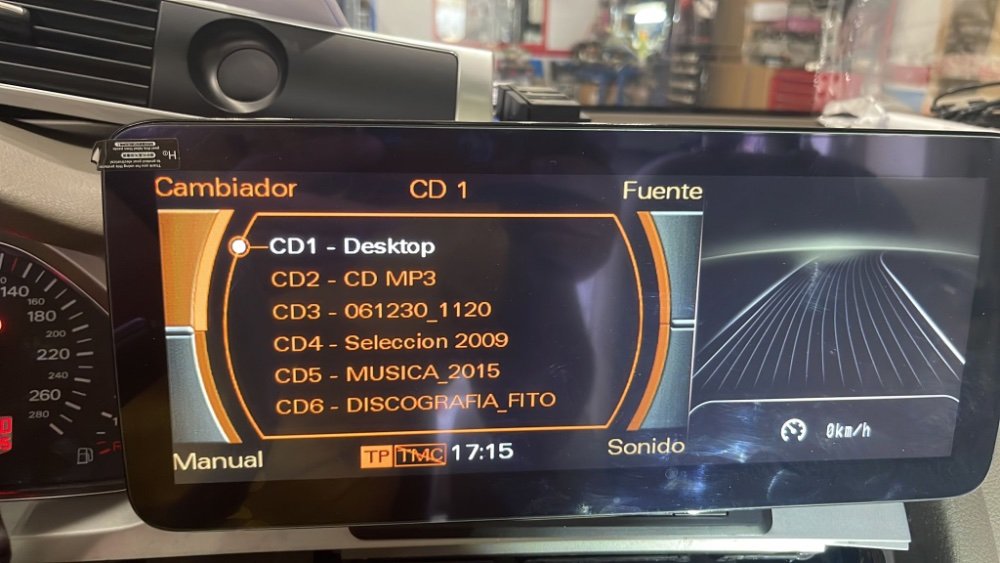 Cambiador CD 1 Fuente
CD1 - Desktop
CD2 - CD MP3
CD3 - 061230_1120
CD4 - Seleccion 2009
CD5 - MUSICA_2015
CD6 - DISCOGRAFIA_FITO
0km/h
Manual TP TMC 17:15 Sonido
140
160
180
200
220
240
260
280